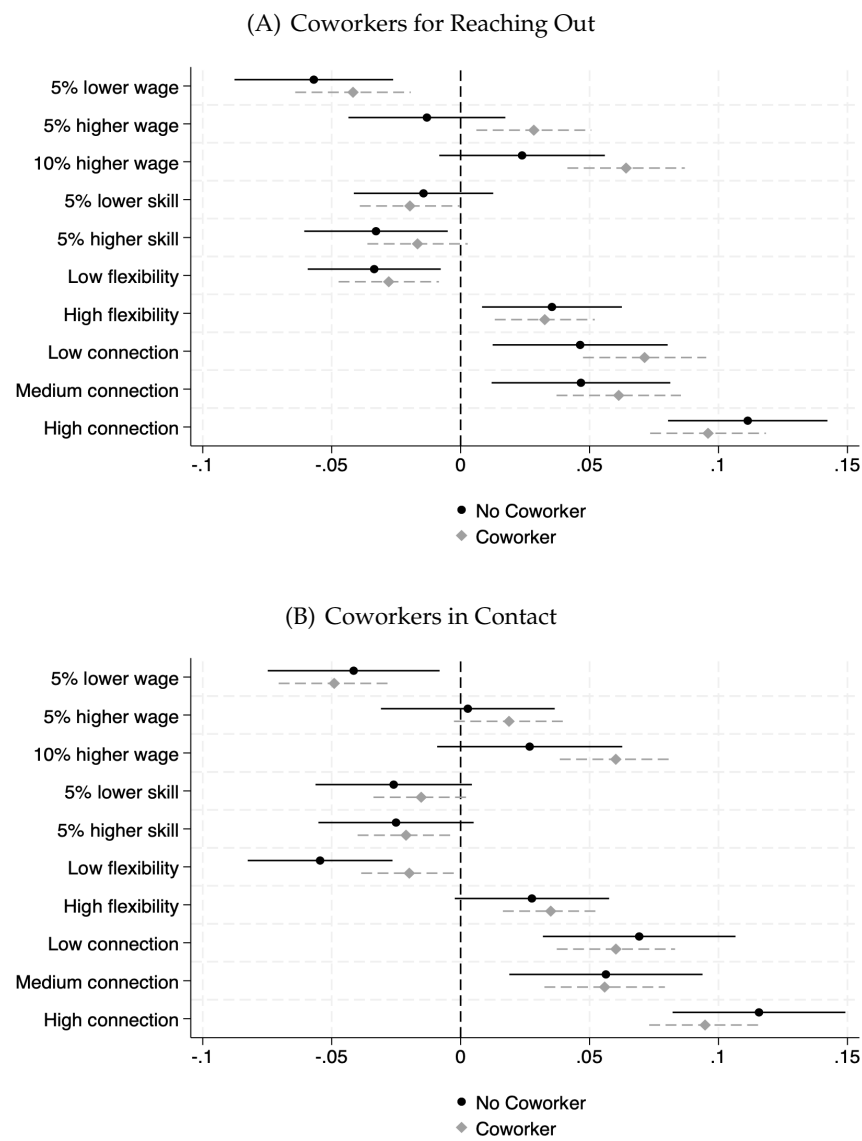 (A) Coworkers for Reaching Out
5% lower wage
5% higher wage
10% higher wage
5% lower skill
5% higher skill
Low flexibility
High flexibility
Low connection
Medium connection
High connection
-.1 -.05 0 .05 .1 .15
No Coworker
Coworker
(B) Coworkers in Contact
5% lower wage
5% higher wage
10% higher wage
5% lower skill
5% higher skill
Low flexibility
High flexibility
Low connection
Medium connection
High connection
-.1 -.05 0 .05 .1 .15
No Coworker
Coworker